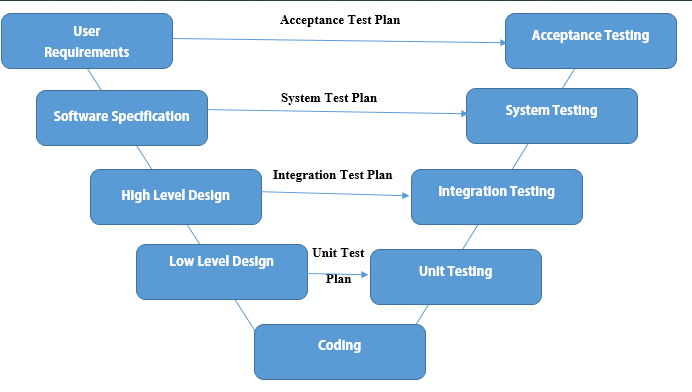 User
Requirements
Acceptance Test Plan
Acceptance Testing
Software Specification
System Test Plan
System Testing
High Level Design
Integration Test Plan
Integration Testing
Low Level Design
Unit Test
Plan
Unit Testing
Coding